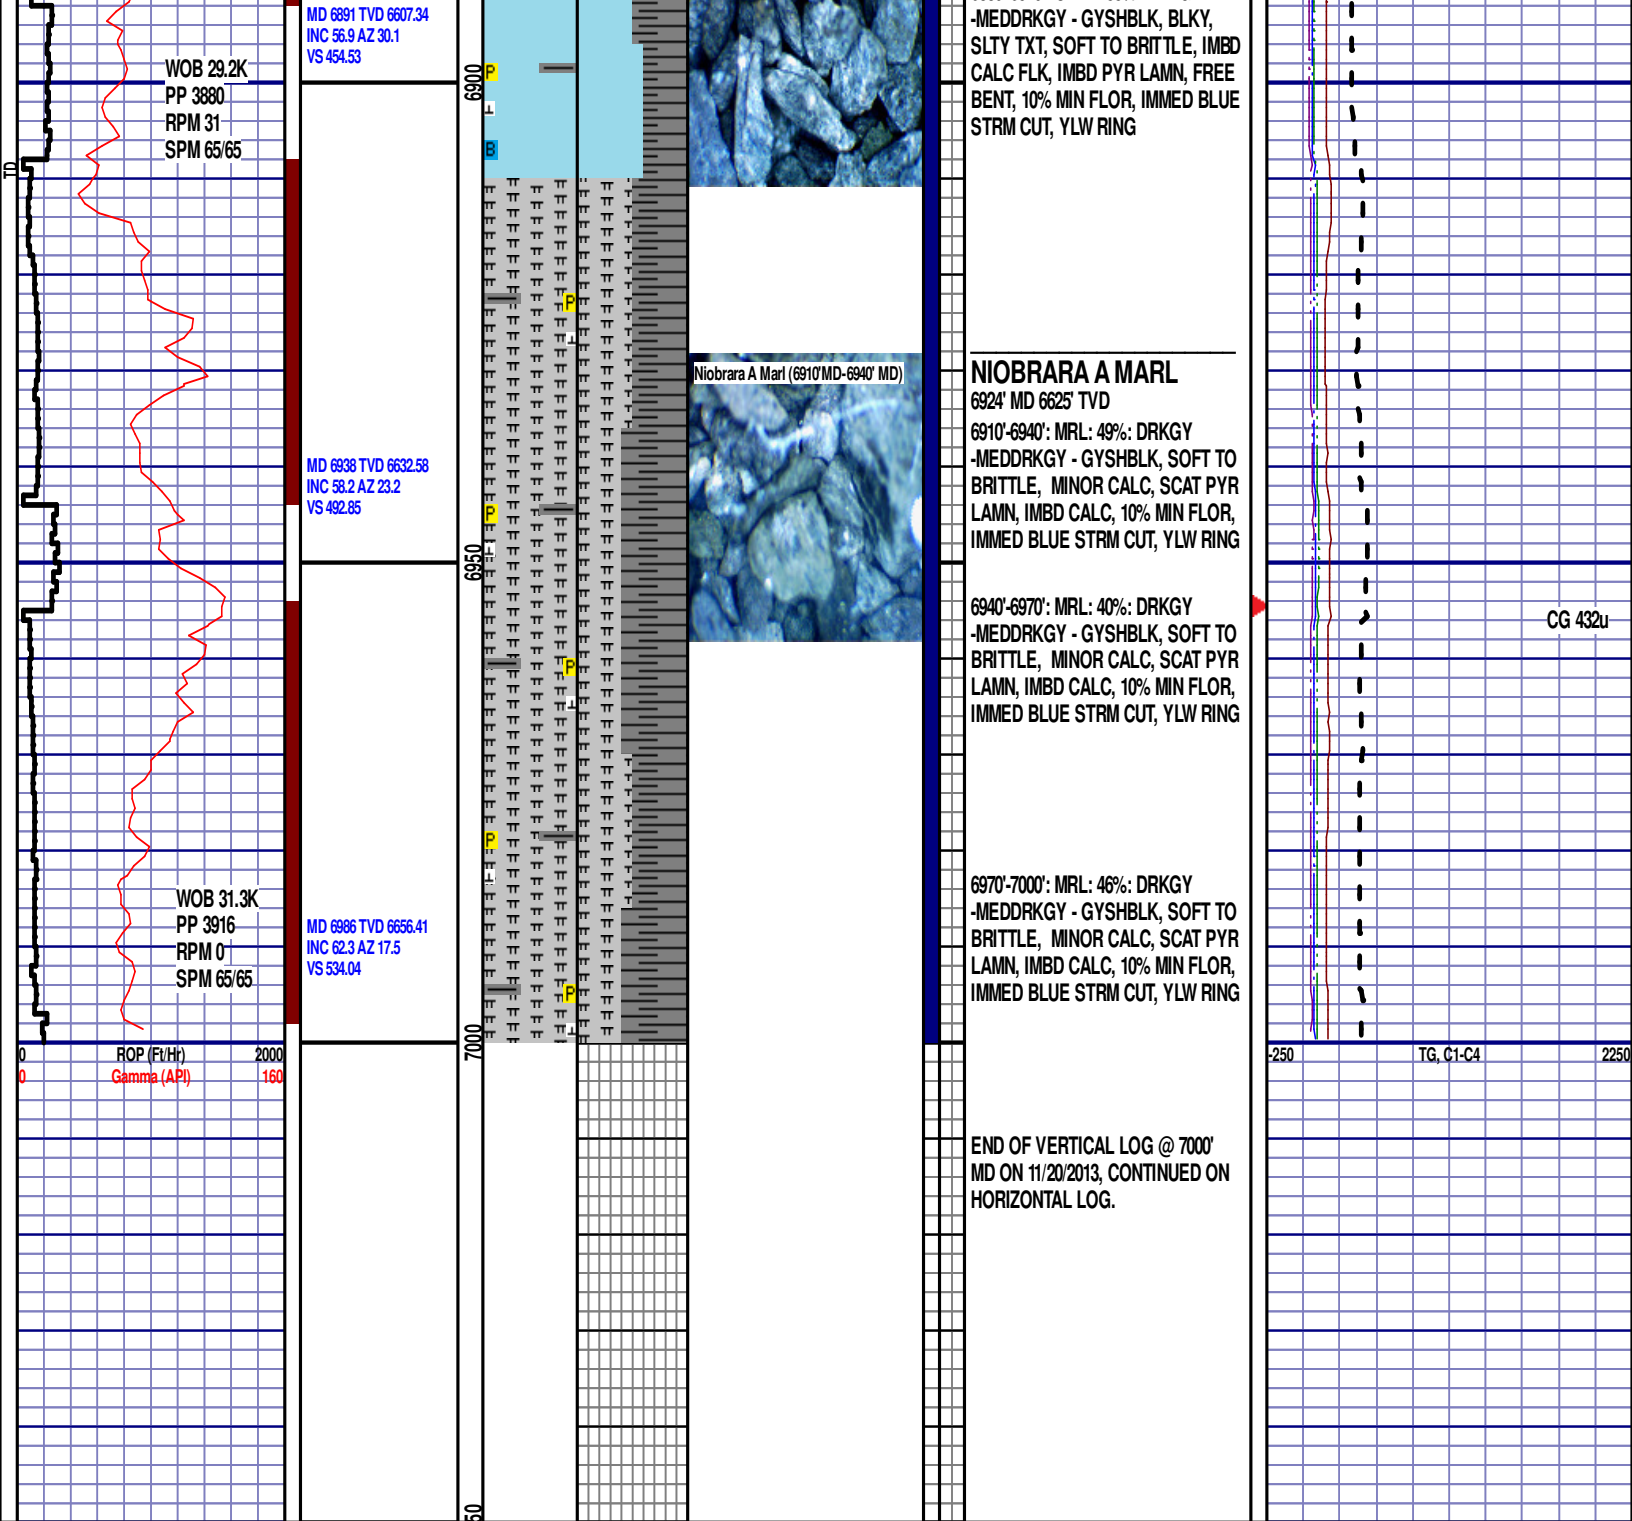 MD 6891 TVD 6607.34
INC 56.9 AZ 30.1
VS 454.53
WOB 29.2K
PP 3880
RPM 31
SPM 65/65
TD
6900
P
B
-MEDDRKGY - GYSHBLK, BLKY,
SLTY TXT, SOFT TO BRITTLE, IMBD
CALC FLK, IMBD PYR LAMN, FREE
BENT, 10% MIN FLOR, IMMED BLUE
STRM CUT, YLW RING
P
Niobrara A Marl (6910'MD-6940' MD)
NIOBRARA A MARL
6924' MD 6625' TVD
6910'-6940': MRL: 49%: DRKGY
-MEDDRKGY - GYSHBLK, SOFT TO
BRITTLE, MINOR CALC, SCAT PYR
LAMN, IMBD CALC, 10% MIN FLOR,
IMMED BLUE STRM CUT, YLW RING
MD 6938 TVD 6632.58
INC 58.2 AZ 23.2
VS 492.85
P
6950
6940'-6970': MRL: 40%: DRKGY
-MEDDRKGY - GYSHBLK, SOFT TO
BRITTLE, MINOR CALC, SCAT PYR
LAMN, IMBD CALC, 10% MIN FLOR,
IMMED BLUE STRM CUT, YLW RING
CG 432u
P
P
WOB 31.3K
PP 3916
RPM 0
SPM 65/65
MD 6986 TVD 6656.41
INC 62.3 AZ 17.5
VS 534.04
6970'-7000': MRL: 46%: DRKGY
-MEDDRKGY - GYSHBLK, SOFT TO
BRITTLE, MINOR CALC, SCAT PYR
LAMN, IMBD CALC, 10% MIN FLOR,
IMMED BLUE STRM CUT, YLW RING
P
7000
0 ROP (Ft/Hr) 2000
0 Gamma (API) 160
-250 TG, C1-C4 2250
END OF VERTICAL LOG @ 7000'
MD ON 11/20/2013, CONTINUED ON
HORIZONTAL LOG.